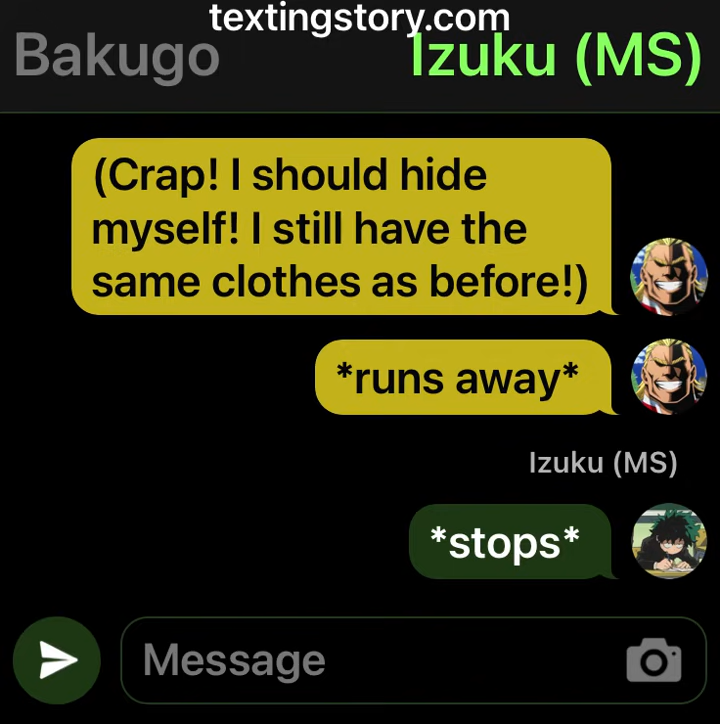 textingstory.com
Bakugo
Izuku (MS)
(Crap! I should hide
myself! I still have the
same clothes as before!)
*runs away*
Izuku (MS)
*stops*
Message